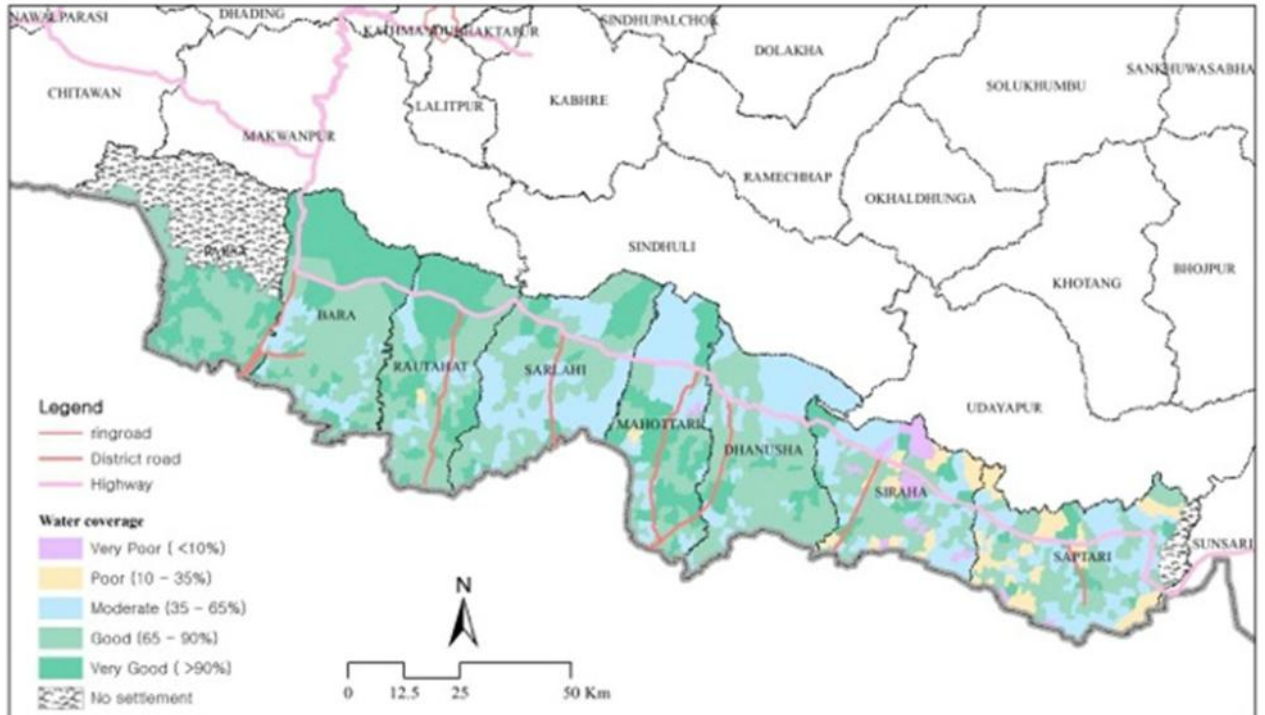 NAWALPARASI
DHADING
KATHMANDU BHAKTAPUR
SINDHUPALCHOK
DOLAKHA
SOLUKHUMBU
SANKHUWASABHA
CHITAWAN
LALITPUR
KABHRE
MAKWANPUR
RAMECHHAP
OKHALDHUNGA
SINDHULI
KHOTANG
BHOJPUR
BARA
RAUTAHAT
SARLAHI
UDAYAPUR
MAHOTTARI
DHANUSHA
SIRAHA
SAPTARI
SUNSARI
Legend
ringroad
District road
Highway
Water coverage
Very Poor ( <10%)
Poor (10 - 35%)
Moderate (35 - 65%)
Good (65 - 90%)
Very Good ( >90%)
No settlement
N
0 12.5 25 50 Km